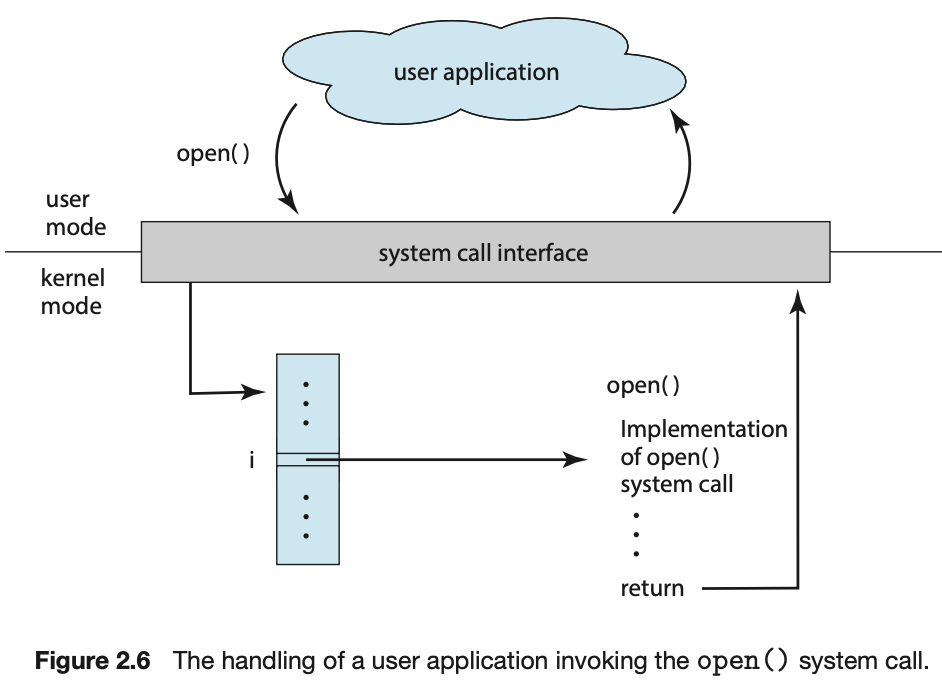 user application
open()
user
mode
system call interface
kernel
mode
open()
Implementation
of open()
system call
i
return
Figure 2.6 The handling of a user application invoking the open() system call.